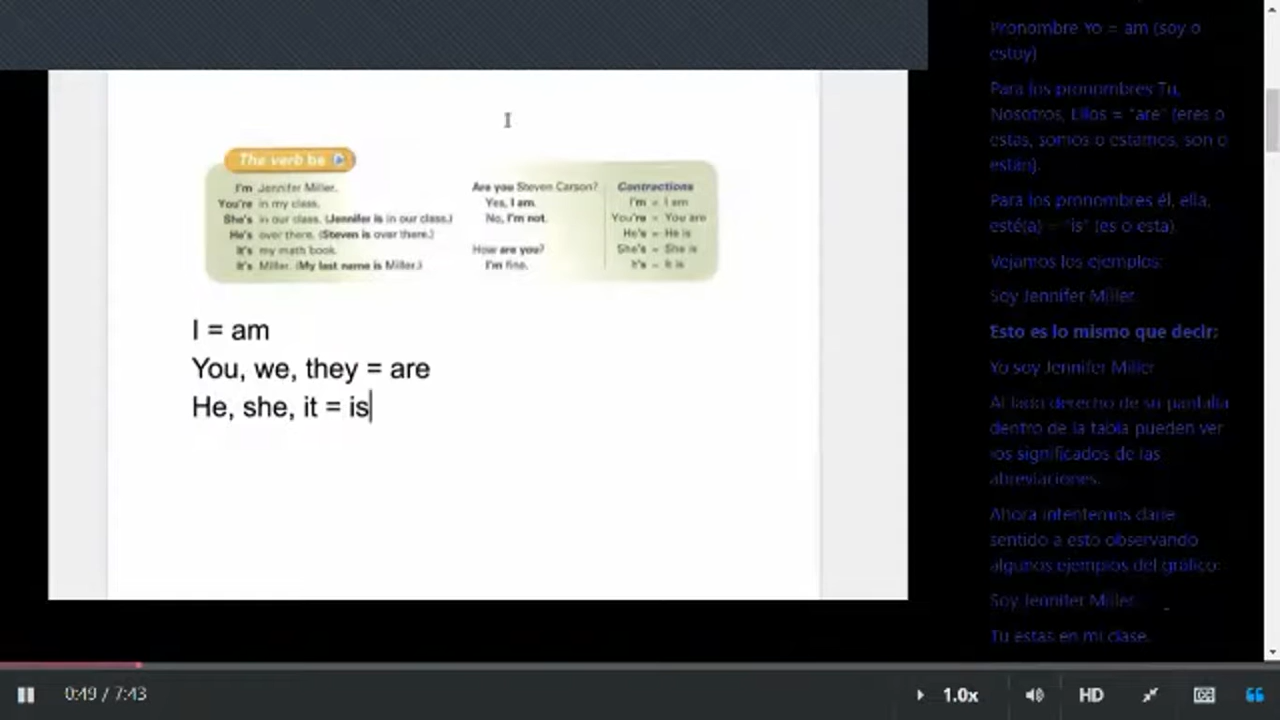 The verb be
I'm Jennifer Miller.
You're in my class.
She's in our class. (Jennifer is in our class.)
He's over there. (Steven is over there.)
It's my math book.
It's Miller. (My last name is Miller.)
Are you Steven Carson?
Yes, I am.
No, I'm not.
How are you?
I'm fine.
Contractions
I'm = I am
You're = You are
He's = He is
She's = She is
It's = It is
I = am
You, we, they = are
He, she, it = is
Pronombre Yo = am (soy o
estoy)
Para los pronombres Tu,
Nosotros, Ellos = "are" (eres o
estas, somos o estamos, son o
estan).
Para los pronombres él, ella,
esté(a) = "is" (es o esta).
Vejamos los ejemplos:
Soy Jennifer Miller
Esto es lo mismo que decir:
Yo soy Jennifer Miller
Al lado derecho de su pantalla
dentro de la tabla pueden ver
los significados de las
abreviaciones.
Ahora intentemos darle
sentido a esto observando
algunos ejemplos del gráfico:
Soy Jennifer Miller.
Tu estas en mi clase.
0:49 / 7:43
1.0x
HD
CC